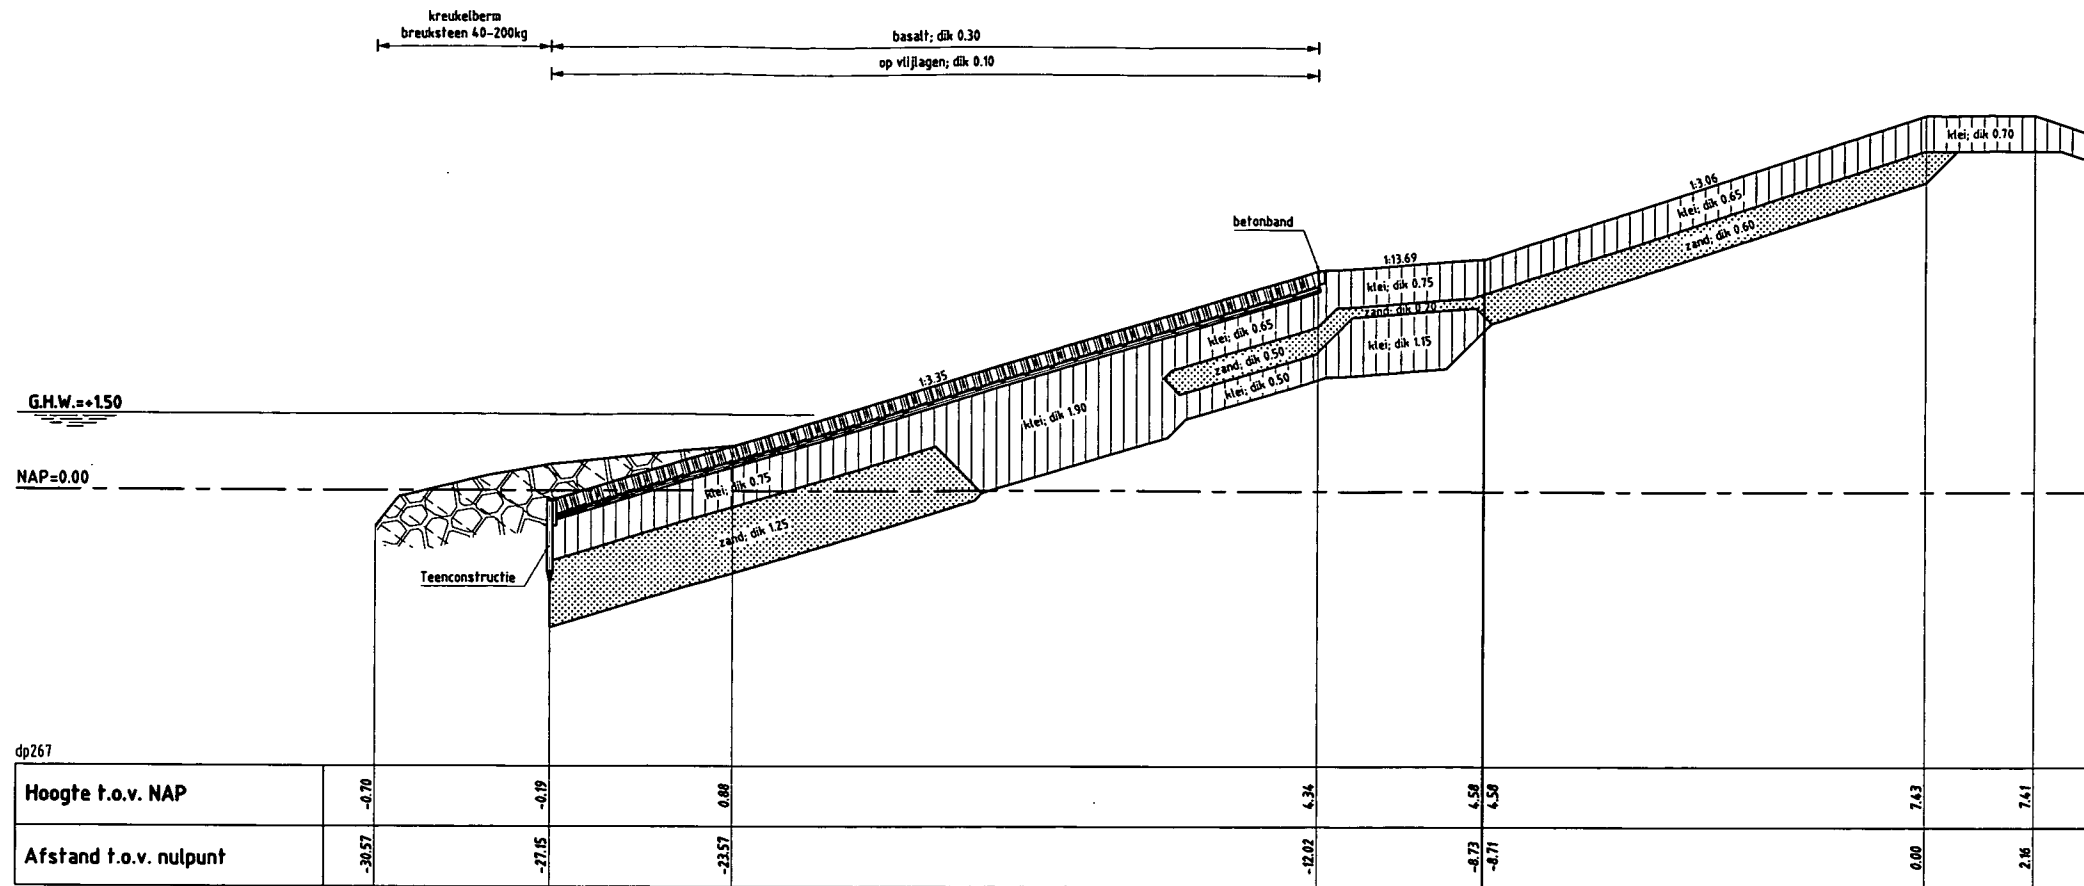 kreukelberm
breuksteen 40-200kg
basalt; dik 0.30
op vlijlagen; dik 0.10
klei; dik 0.70
1:3.06
klei; dik 0.65
zand; dik 0.60
betonband
1:13.69
klei; dik 0.75
zand; dik 0.20
klei; dik 0.65
klei; dik 1.15
zand; dik 0.50
klei; dik 0.50
1:3.35
G.H.W.=+1.50
klei; dik 1.90
NAP=0.00
klei; dik 0.75
zand; dik 1.25
Teenconstructie
dp267
Hoogte t.o.v. NAP -0.70 -0.19 0.88 4.34 4.58 4.58 7.43 7.41
Afstand t.o.v. nulpunt -30.57 -27.15 -23.57 -12.02 -8.73 -8.71 0.00 2.16